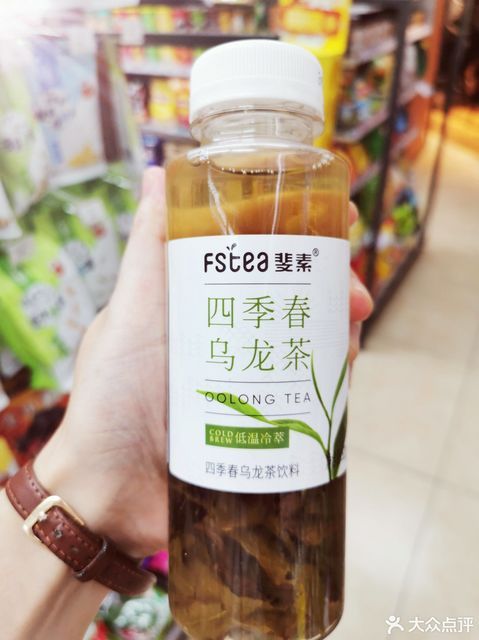 FStea 斐素®
四季春
乌龙茶
OOLONG TEA
COLD BREW 低温冷萃
四季春乌龙茶饮料
大众点评